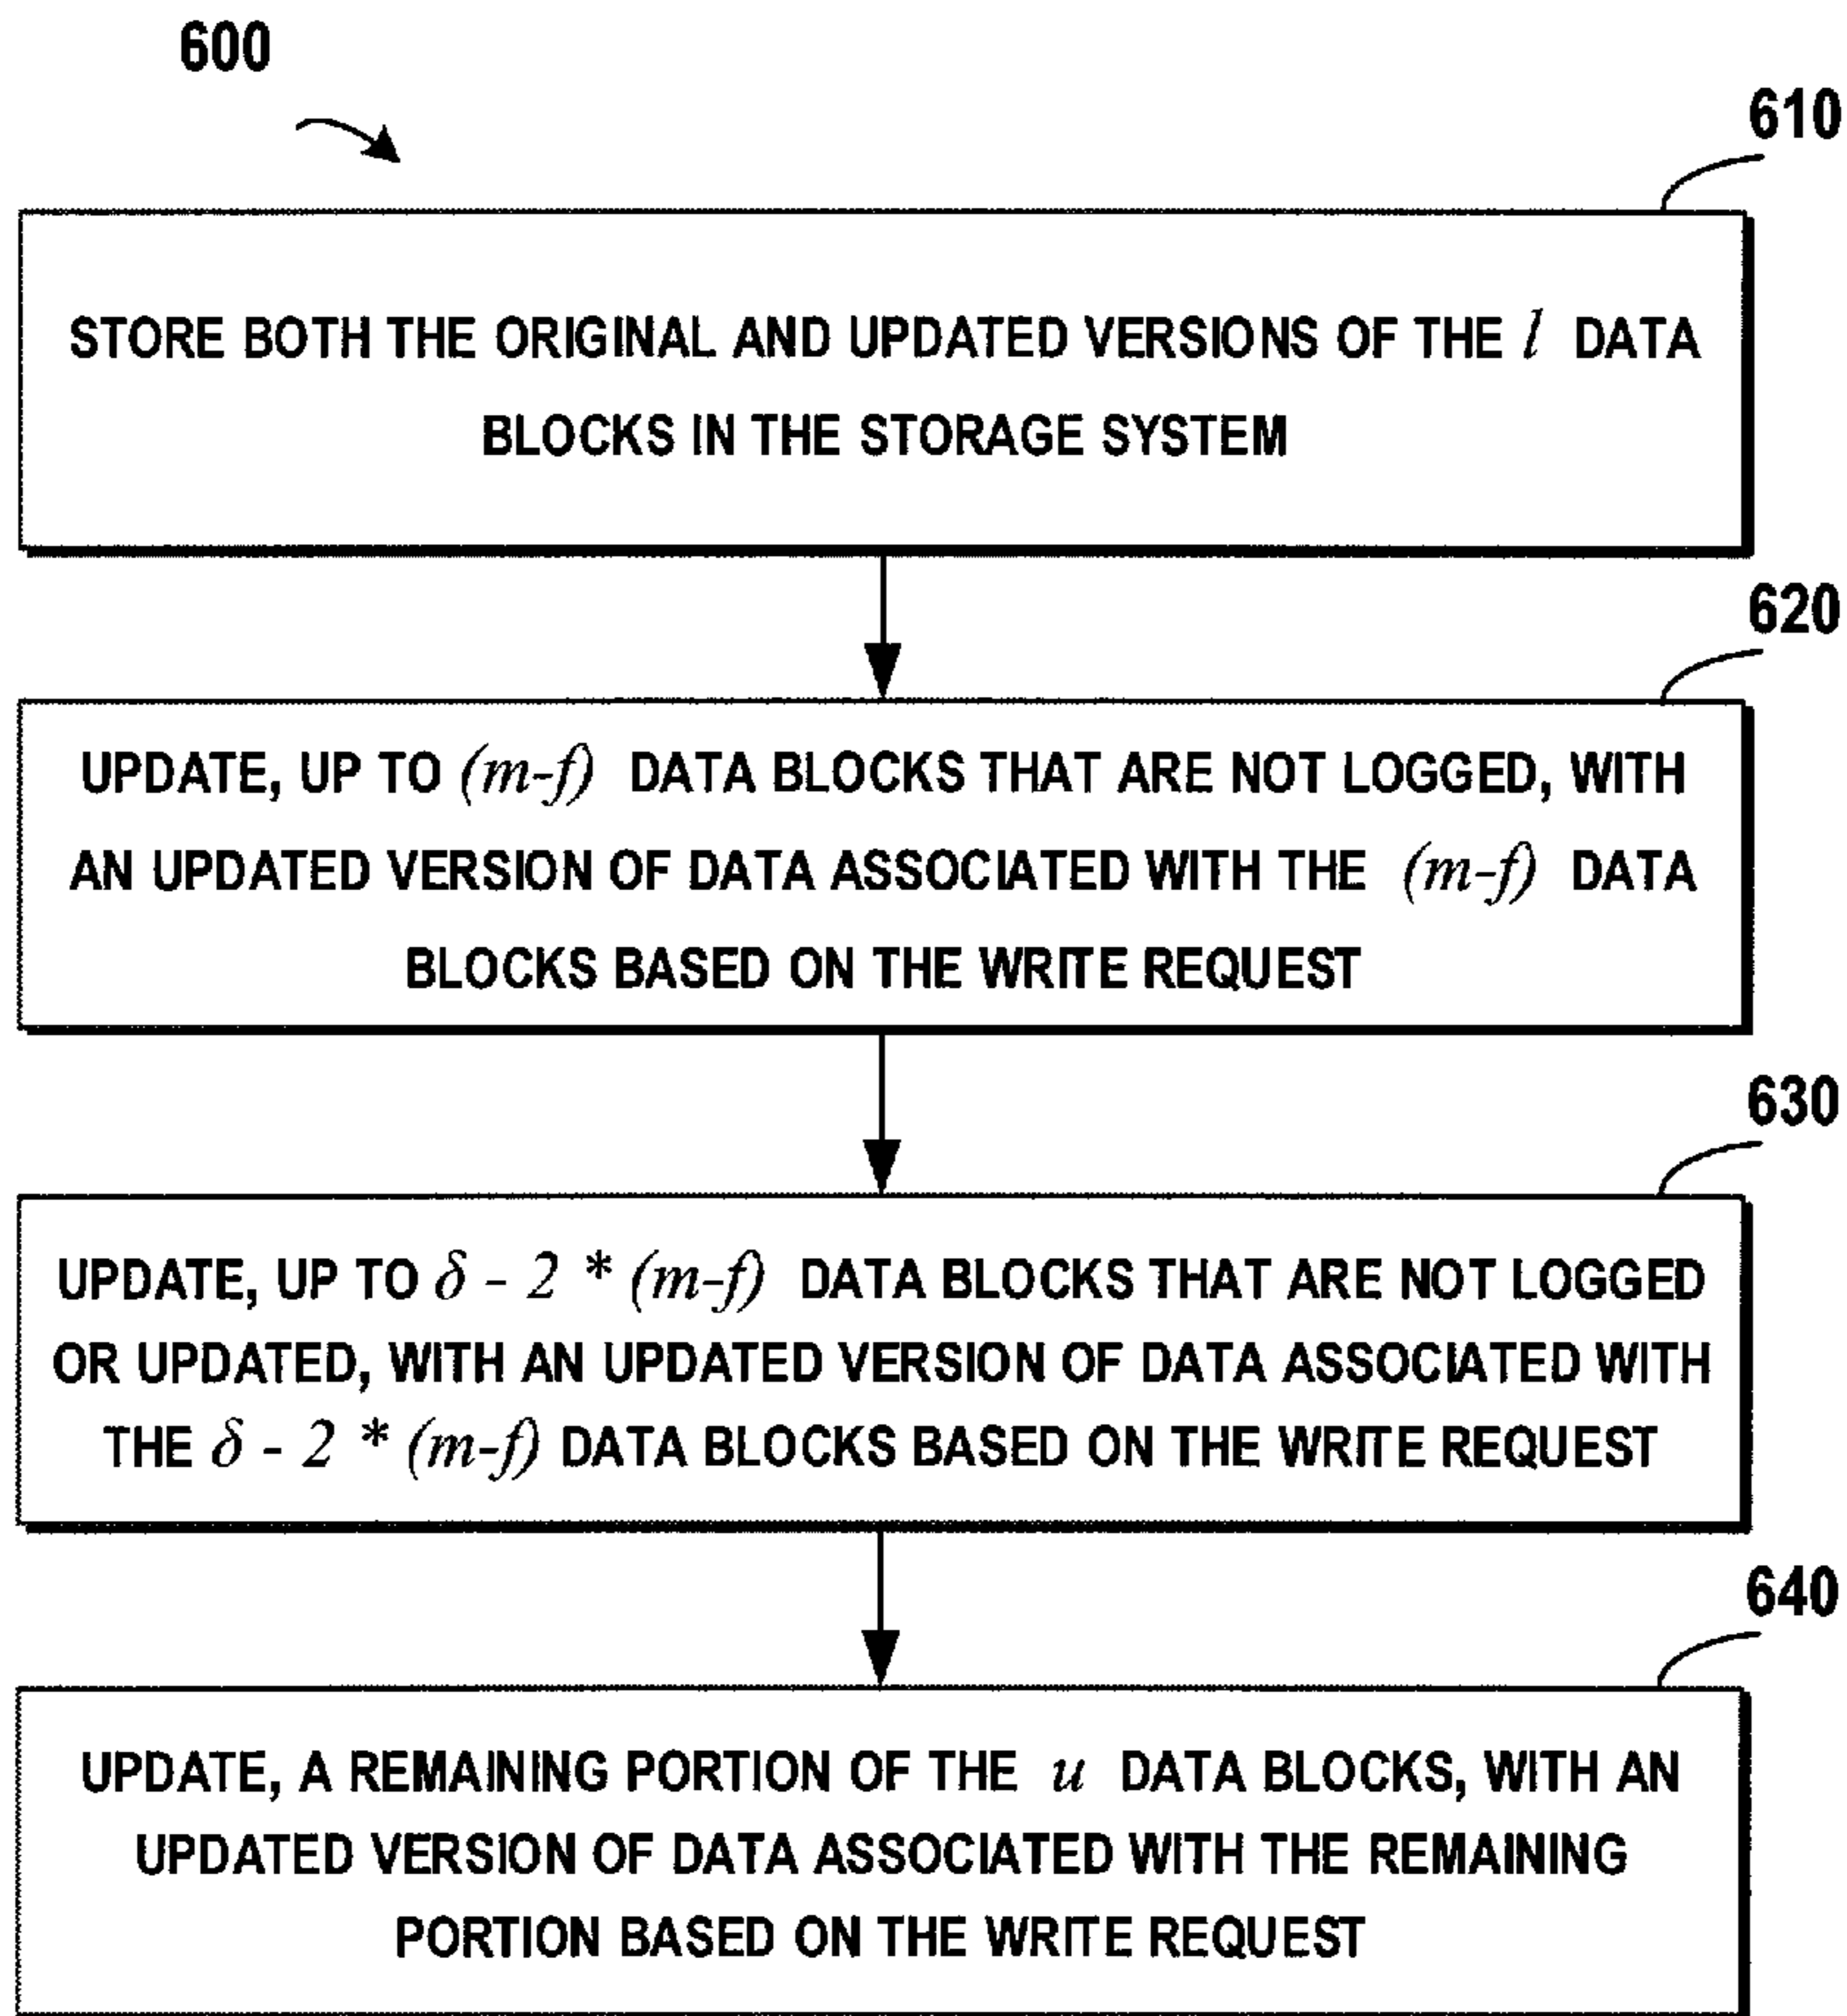 600
610
STORE BOTH THE ORIGINAL AND UPDATED VERSIONS OF THE l DATA
BLOCKS IN THE STORAGE SYSTEM
620
UPDATE, UP TO (m-f) DATA BLOCKS THAT ARE NOT LOGGED, WITH
AN UPDATED VERSION OF DATA ASSOCIATED WITH THE (m-f) DATA
BLOCKS BASED ON THE WRITE REQUEST
630
UPDATE, UP TO δ - 2 * (m-f) DATA BLOCKS THAT ARE NOT LOGGED
OR UPDATED, WITH AN UPDATED VERSION OF DATA ASSOCIATED WITH
THE δ - 2 * (m-f) DATA BLOCKS BASED ON THE WRITE REQUEST
640
UPDATE, A REMAINING PORTION OF THE u DATA BLOCKS, WITH AN
UPDATED VERSION OF DATA ASSOCIATED WITH THE REMAINING
PORTION BASED ON THE WRITE REQUEST